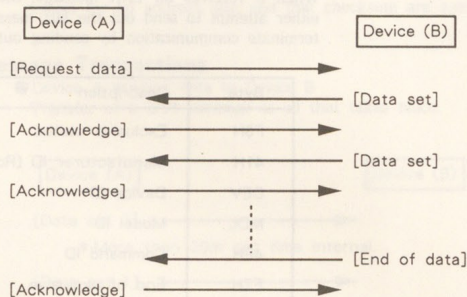 Device (A)
Device (B)
[Request data]
[Data set]
[Acknowledge]
[Data set]
[Acknowledge]
[End of data]
[Acknowledge]